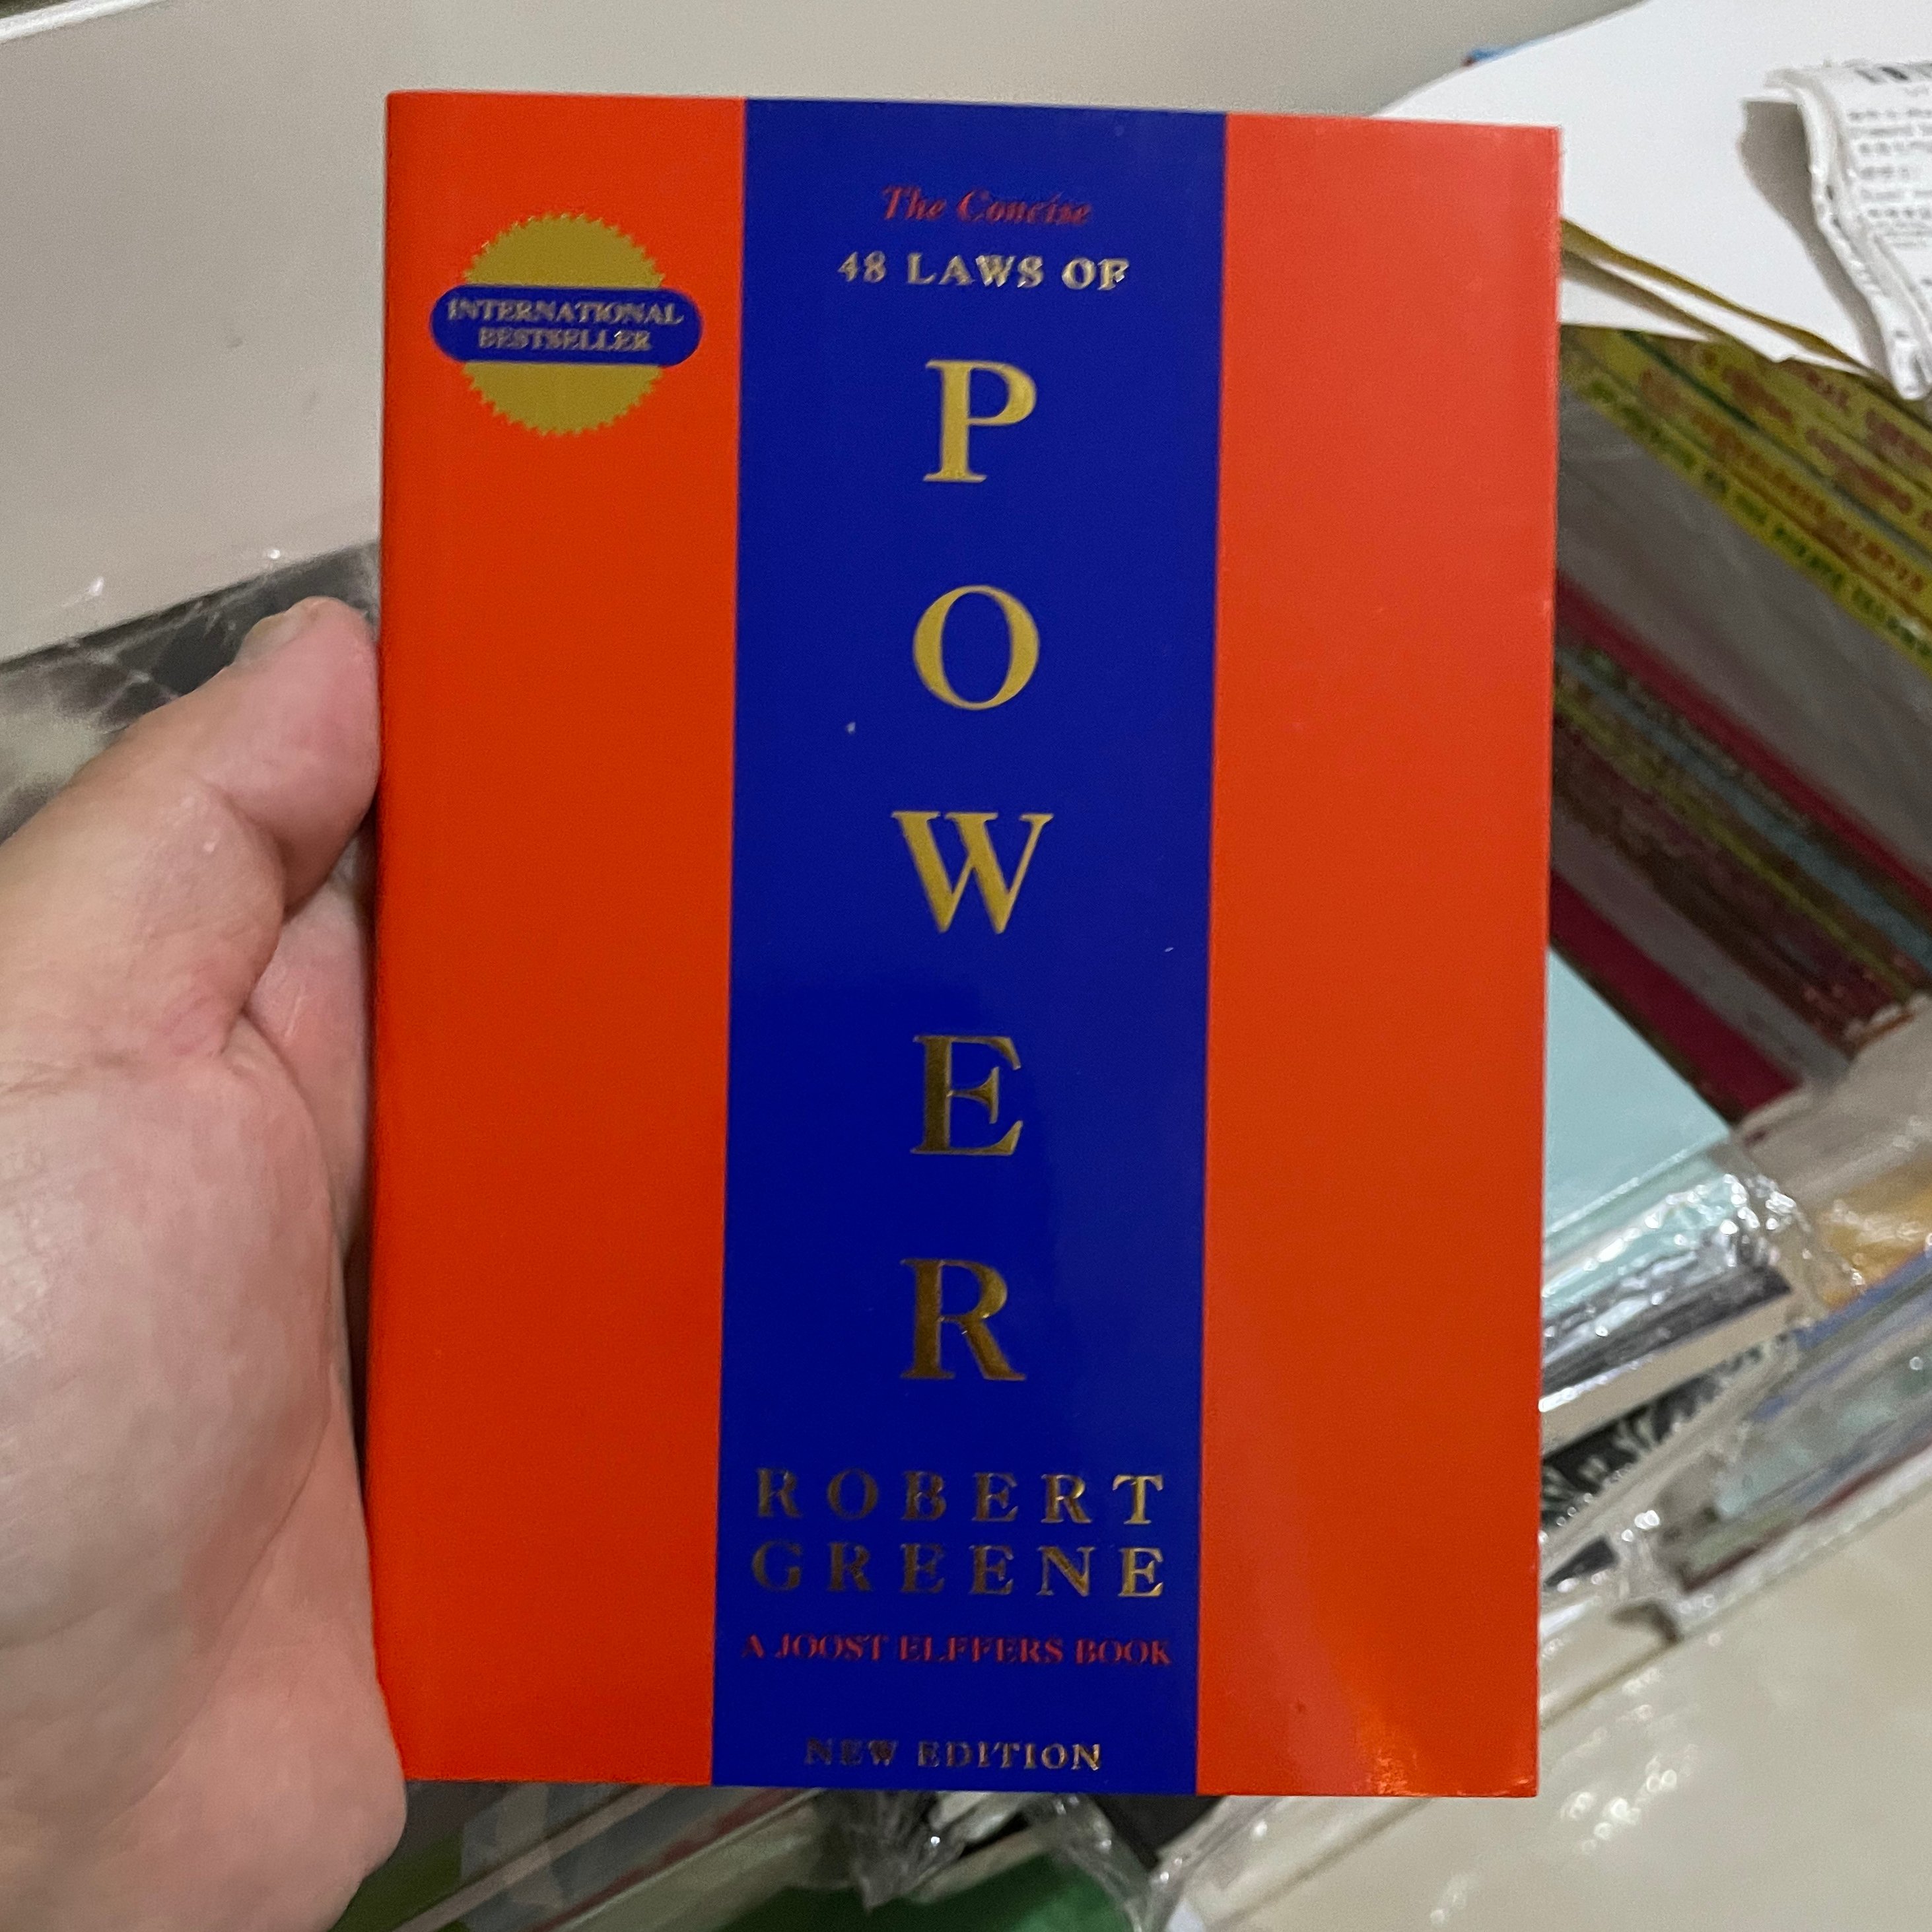 The Concise
48 LAWS OF
INTERNATIONAL
BESTSELLER
P
O
W
E
R
ROBERT
GREENE
A JOOST ELFFERS BOOK
NEW EDITION